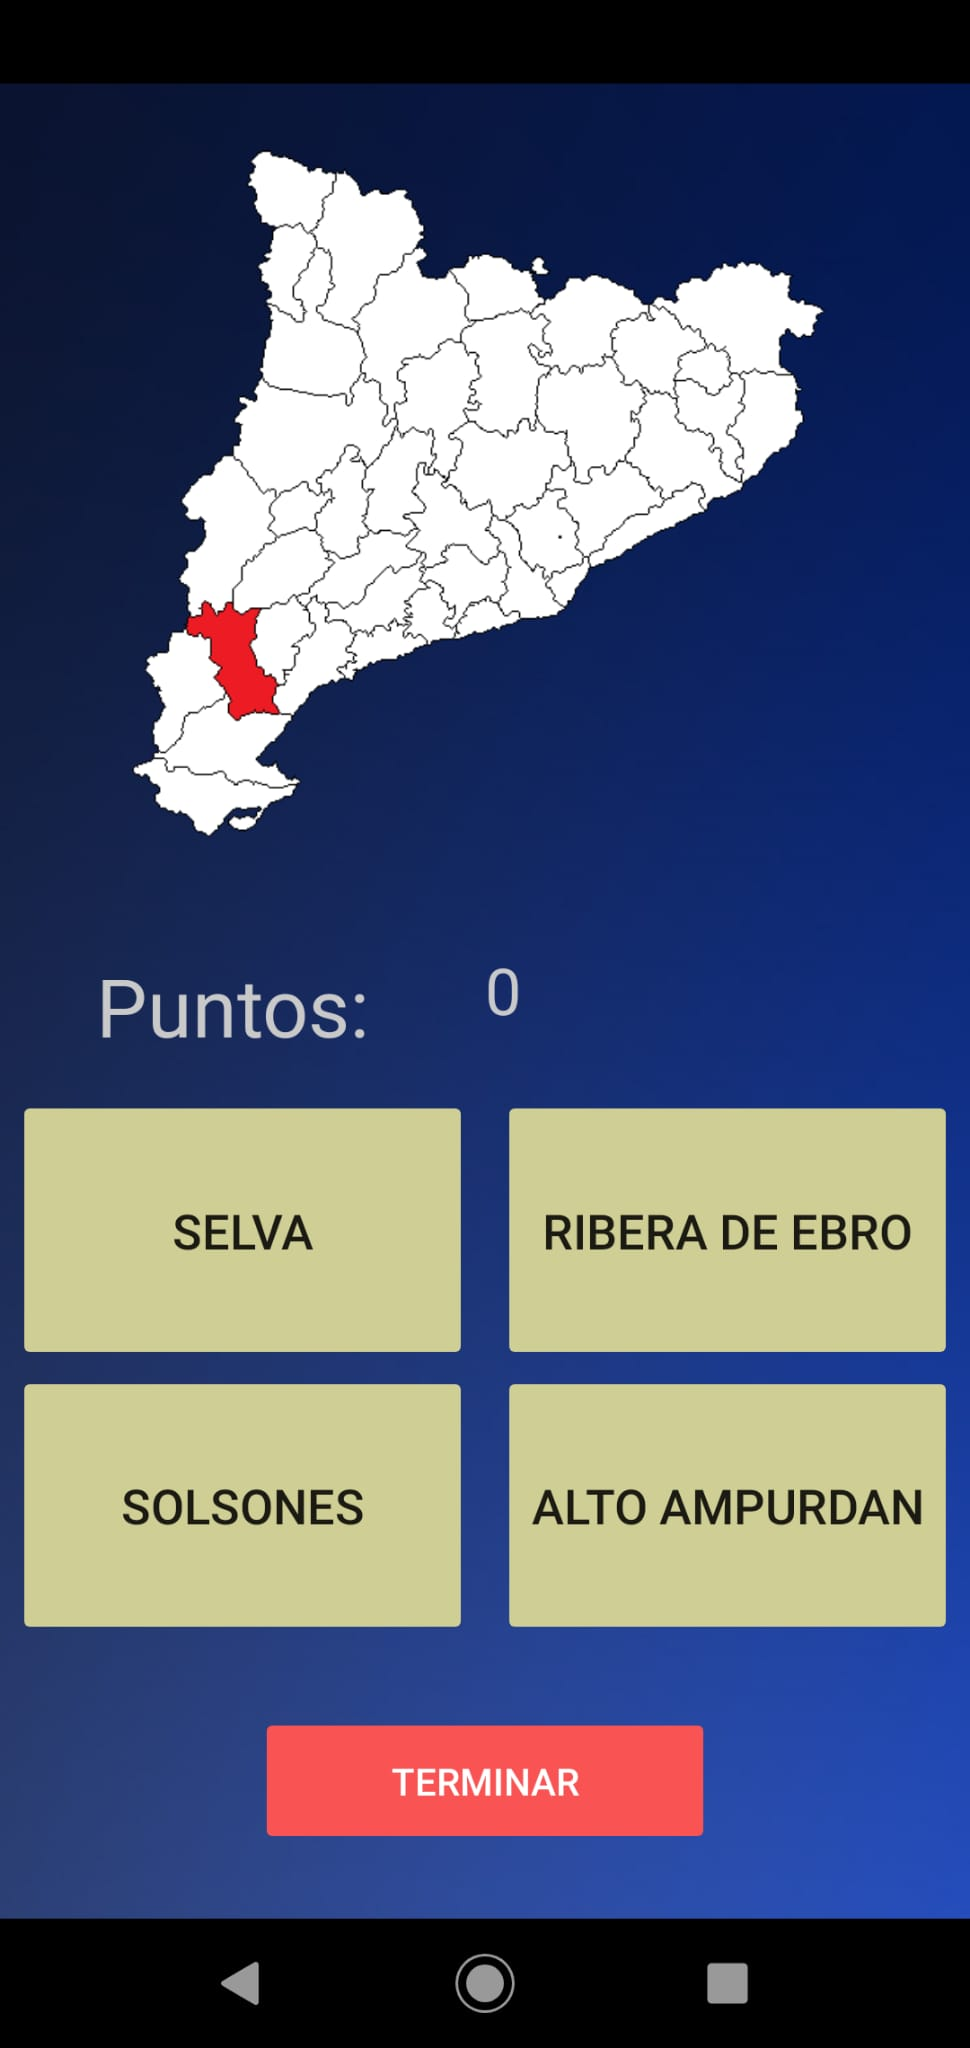 Puntos: 0
SELVA
RIBERA DE EBRO
SOLSONES
ALTO AMPURDAN
TERMINAR